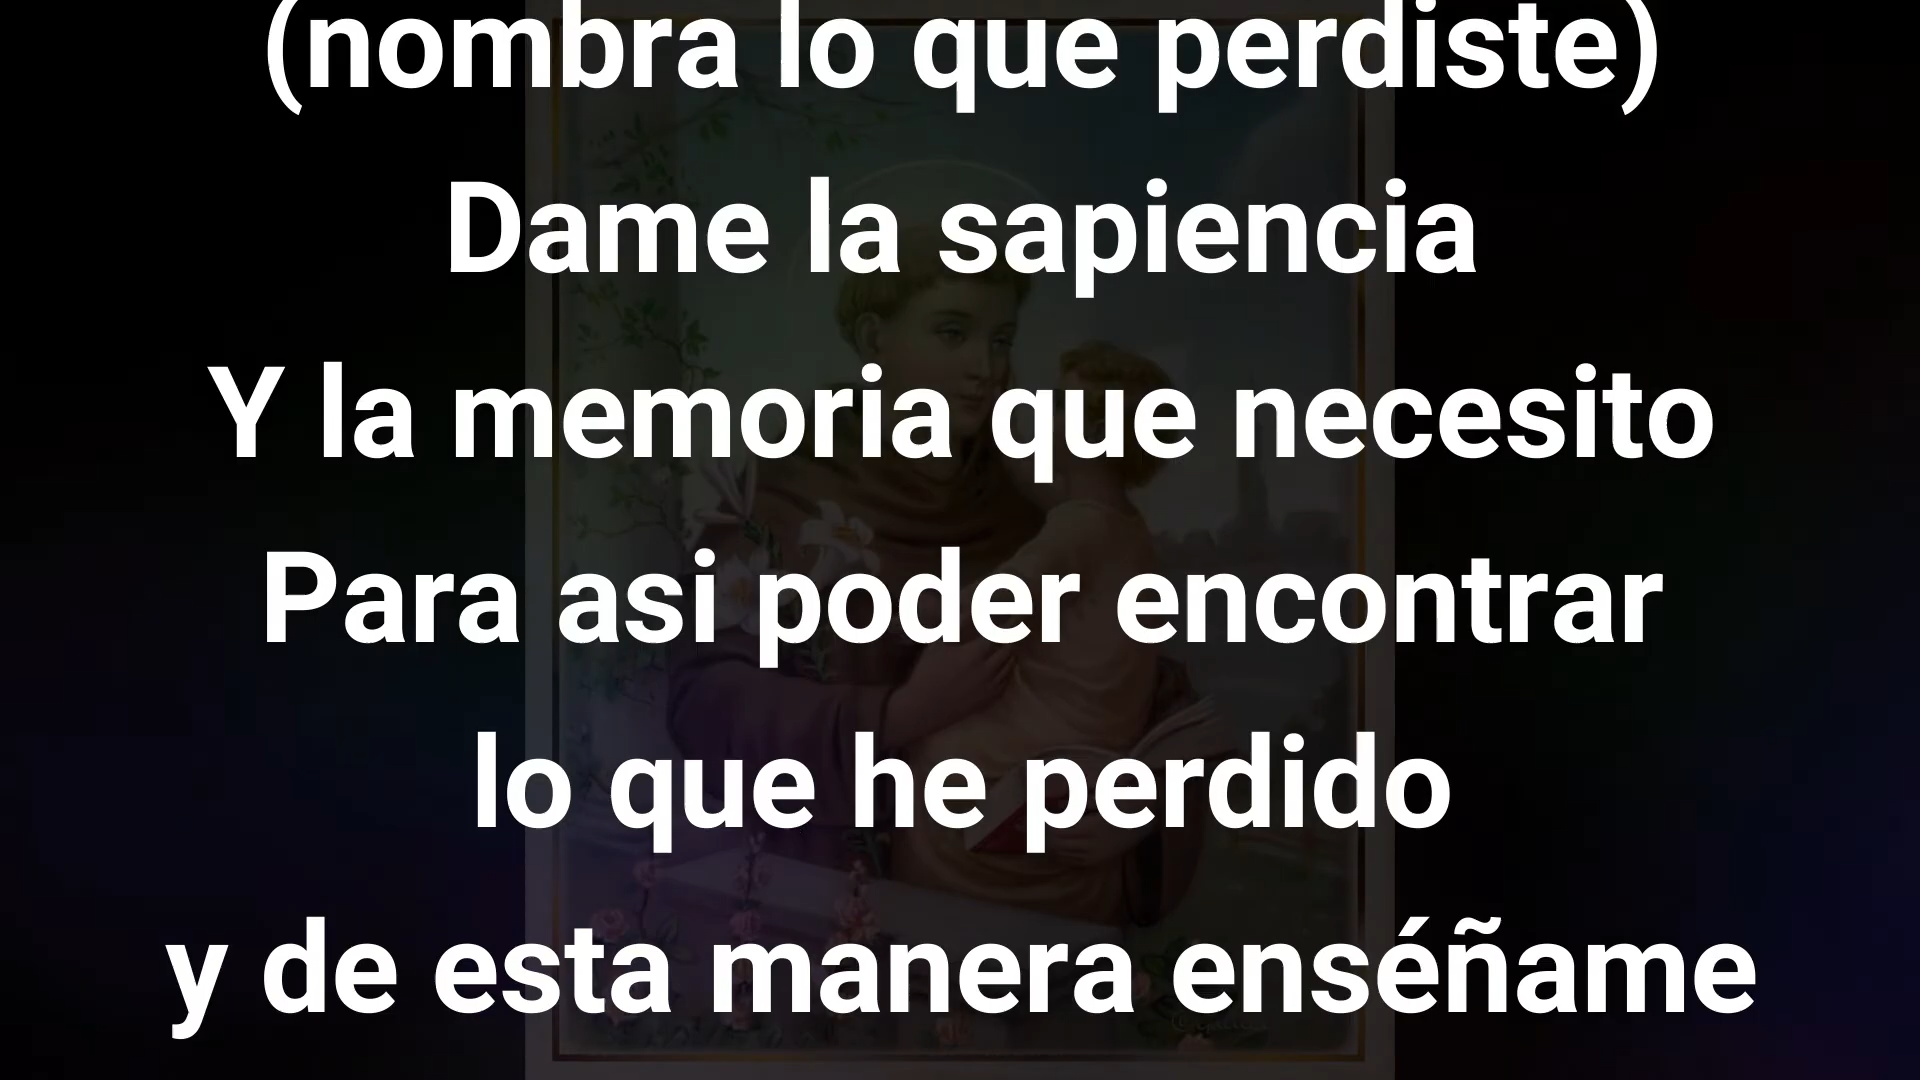 (nombra lo que perdiste)
Dame la sapiencia
Y la memoria que necesito
Para asi poder encontrar
lo que he perdido
y de esta manera enséñame